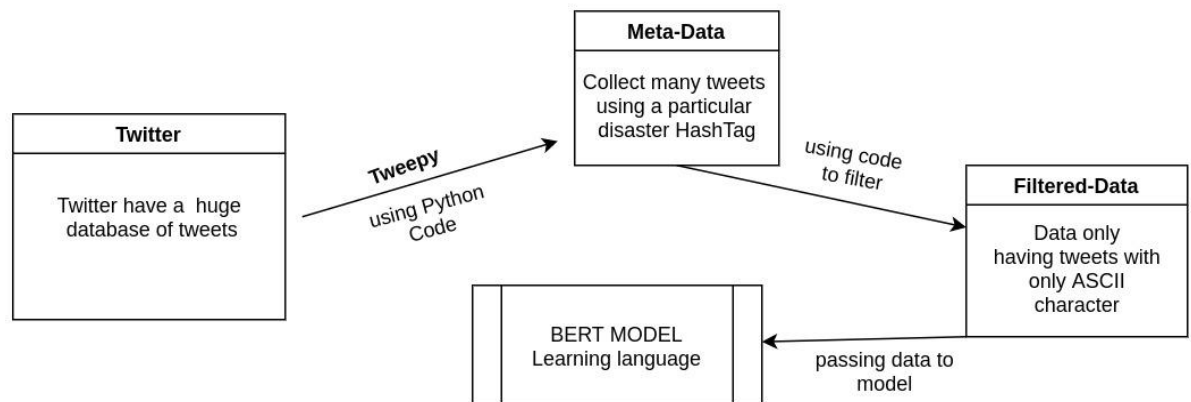 Twitter
Twitter have a huge
database of tweets
Tweepy
using Python
Code
Meta-Data
Collect many tweets
using a particular
disaster HashTag
using code
to filter
Filtered-Data
Data only
having tweets with
only ASCII
character
passing data to
model
BERT MODEL
Learning language